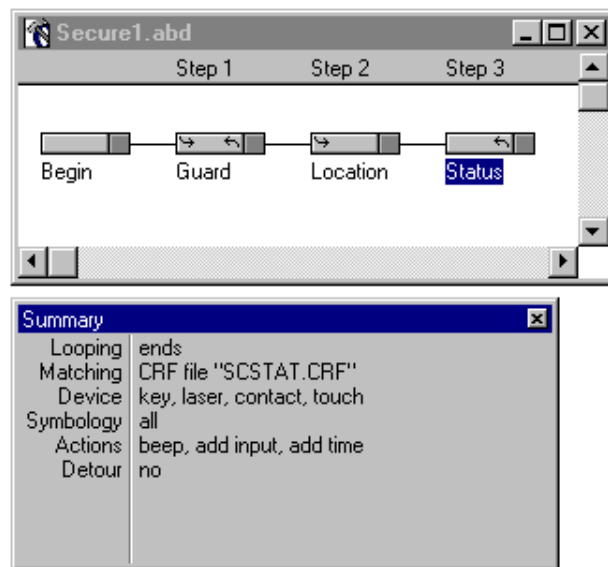 Secure1.abd
Step 1 Step 2 Step 3
Begin Guard Location Status
Summary
Looping ends
Matching CRF file "SCSTAT.CRF"
Device key, laser, contact, touch
Symbology all
Actions beep, add input, add time
Detour no